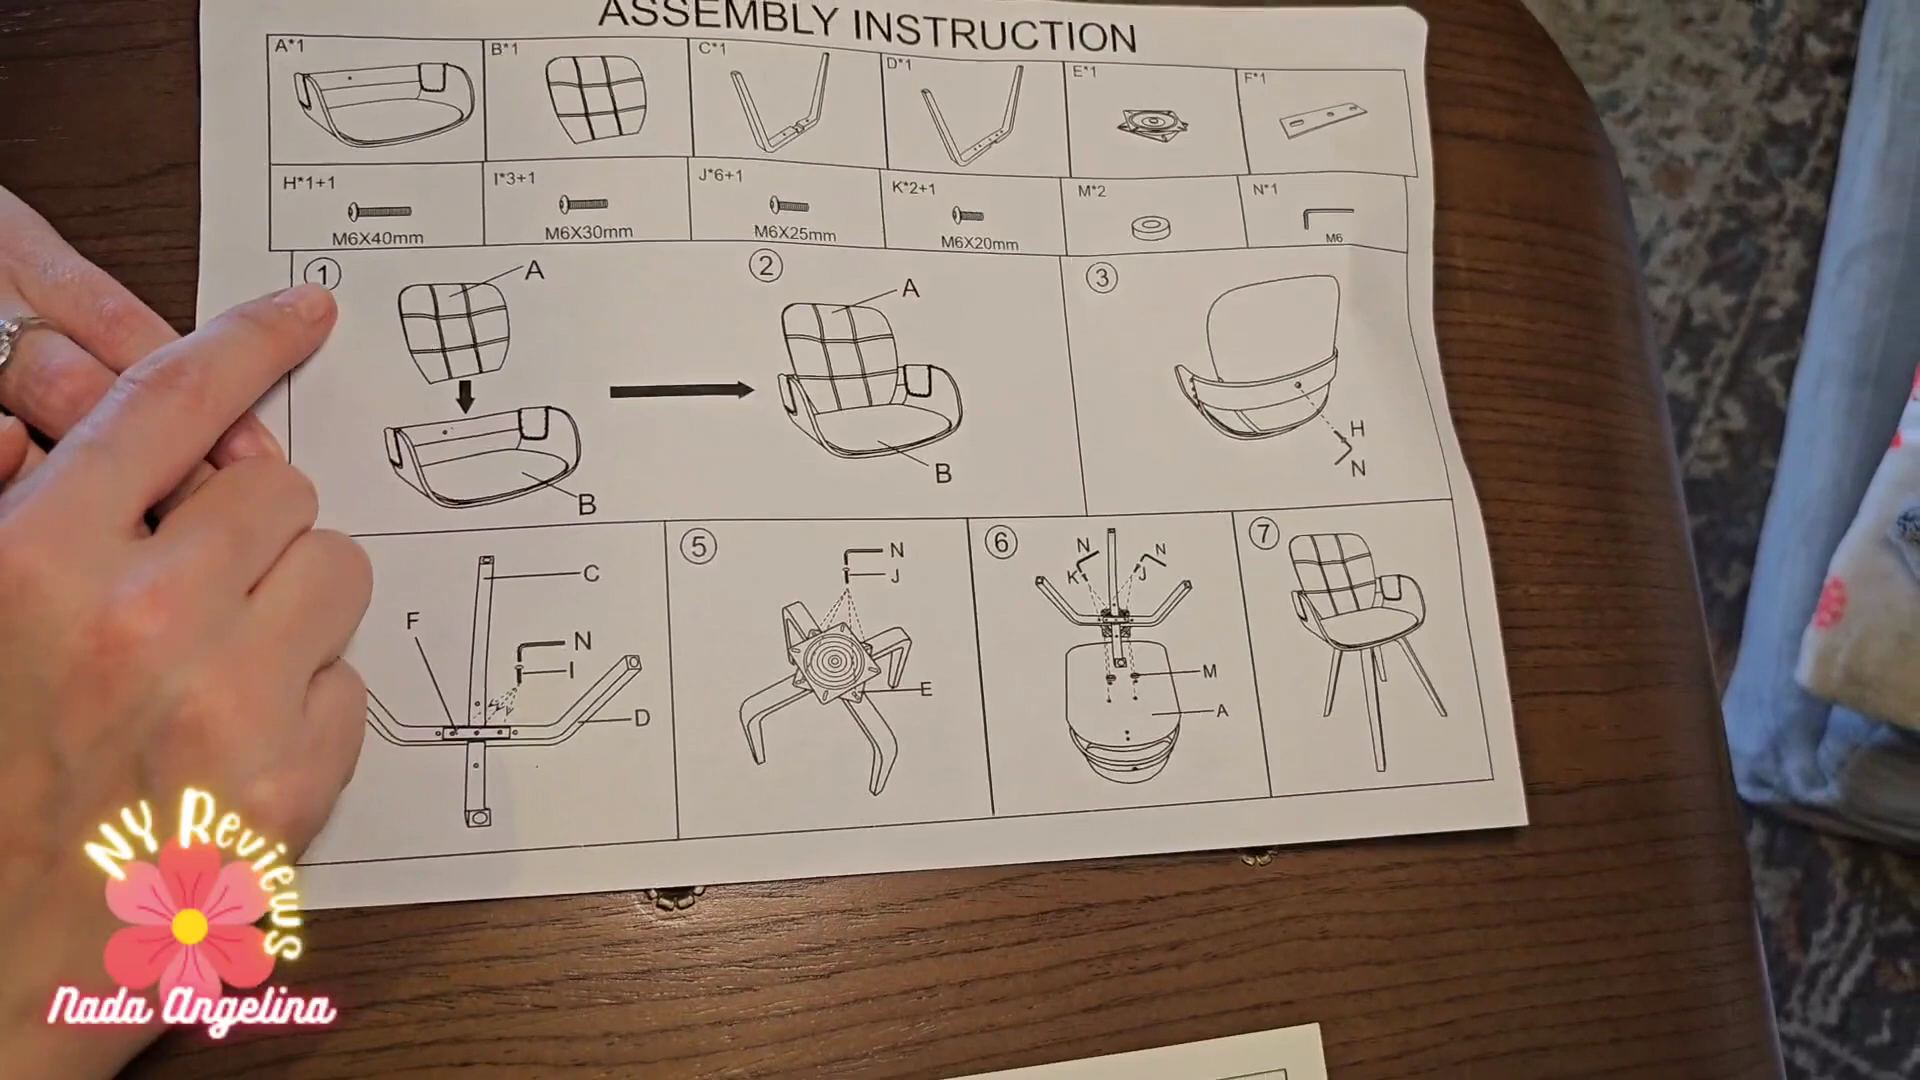 ASSEMBLY INSTRUCTION
A*1
B*1
C*1
D*1
E*1
F*1
H*1+1
M6X40mm
I*3+1
M6X30mm
J*6+1
M6X25mm
K*2+1
M6X20mm
M*2
N*1
M6
1
A
B
2
A
B
3
H
N
C
F
N
I
D
5
N
J
E
6
N
K
N
J
M
A
7
NY Reviews
Nada Angelina